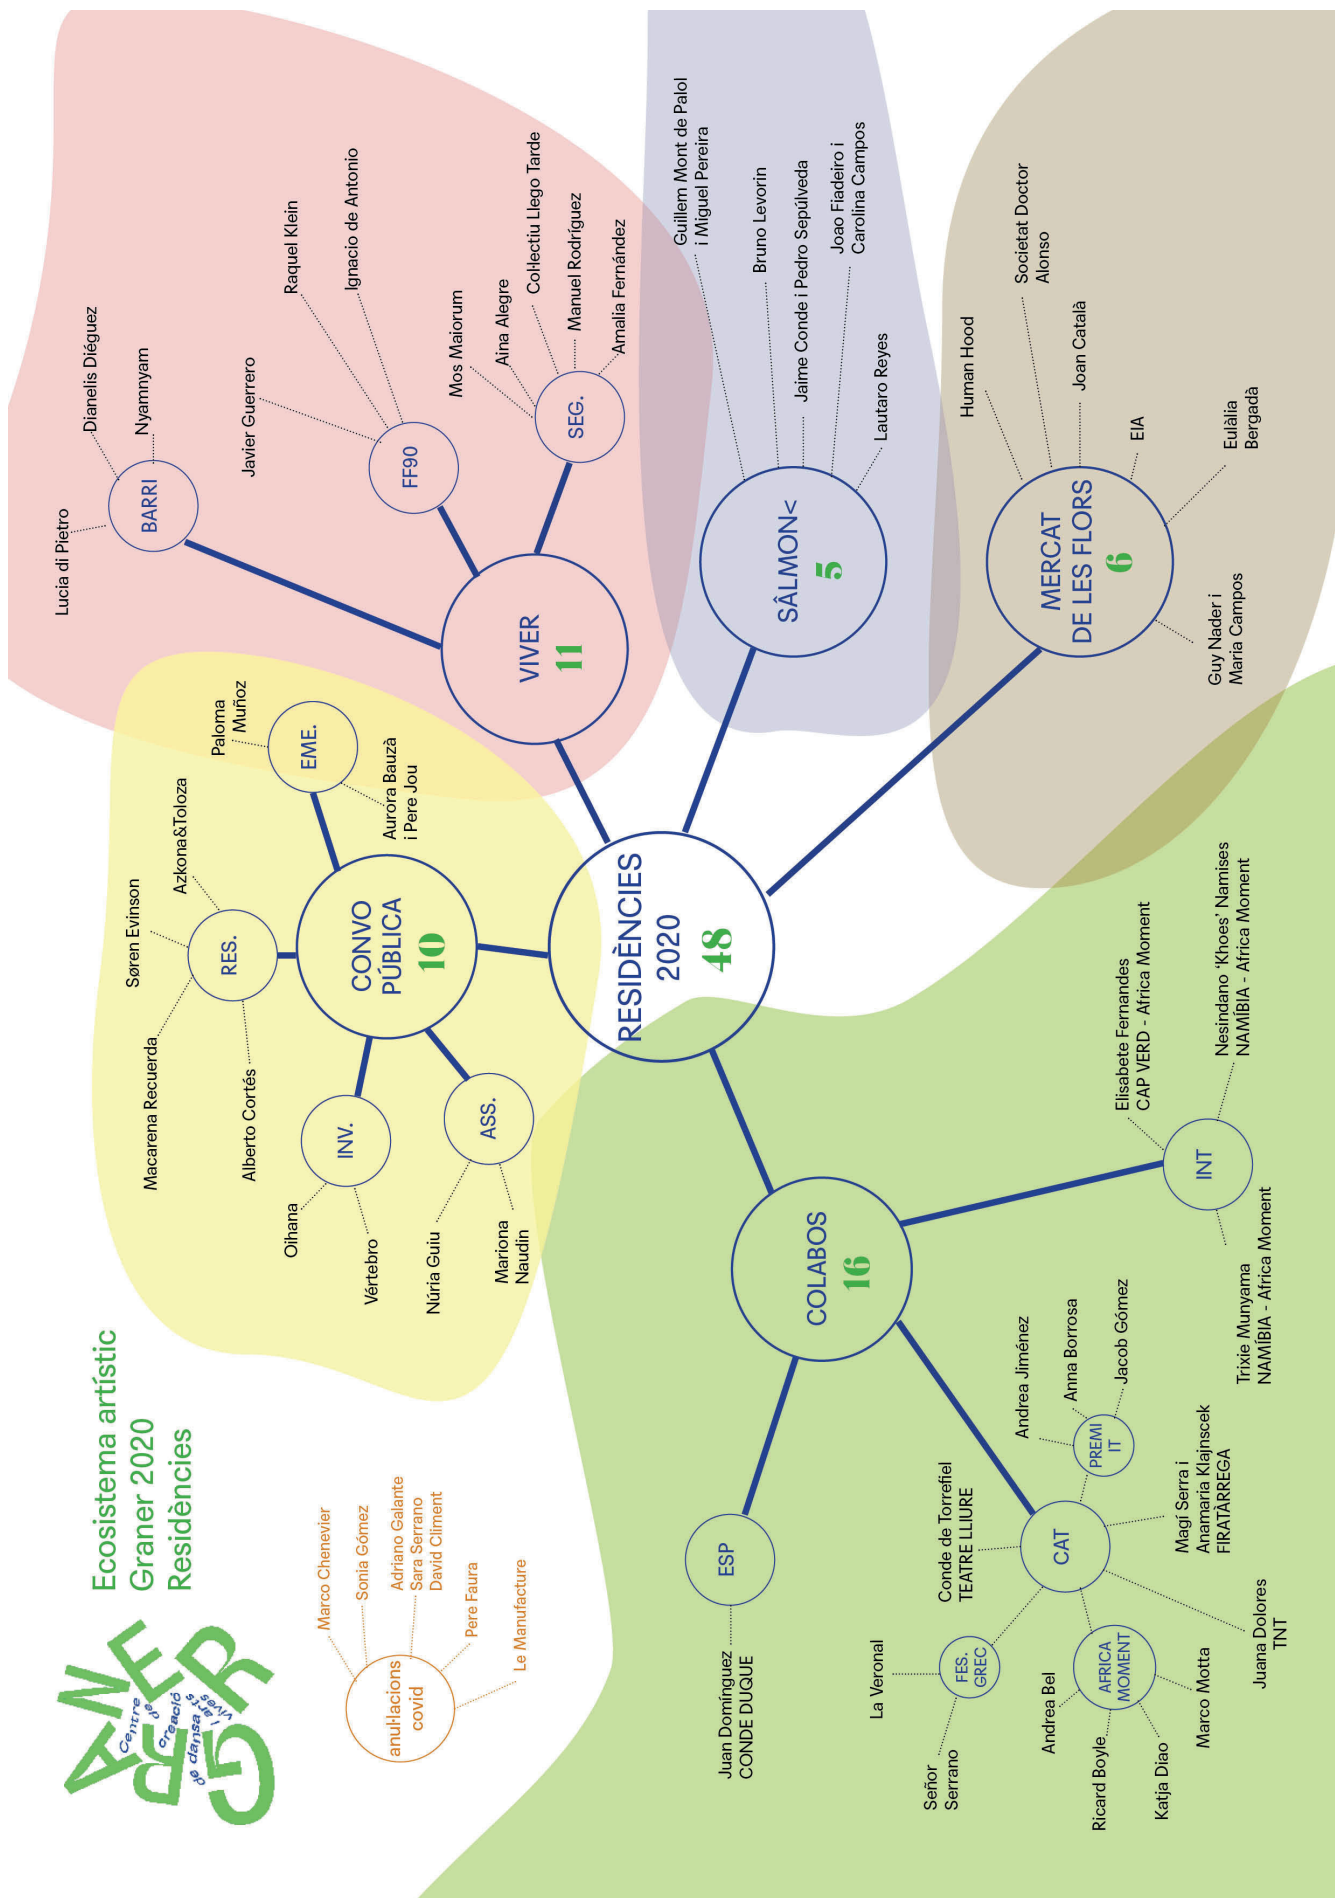 GRANER
Centre
de
creació
de dansa
i arts
vives
Ecosistema artístic
Graner 2020
Residències
anul·lacions
covid
Marco Chenevier
Sonia Gómez
Adriano Galante
Sara Serrano
David Climent
Pere Faura
Le Manufacture
RESIDÈNCIES
2020
48
CONVO
PÚBLICA
10
INV.
Oihana
Vértebro
ASS.
Núria Guiu
Mariona
Naudin
RES.
Macarena Recuerda
Søren Evinson
Azkona&Toloza
Alberto Cortés
EME.
Paloma
Muñoz
Aurora Bauzà
i Pere Jou
VIVER
11
BARRI
Lucia di Pietro
Dianelis Diéguez
Nyamnyam
FF90
Javier Guerrero
Raquel Klein
Ignacio de Antonio
SEG.
Mos Maiorum
Aina Alegre
Col·lectiu Llego Tarde
Manuel Rodríguez
Amalia Fernández
SÂLMON<
5
Guillem Mont de Palol
i Miguel Pereira
Bruno Levorin
Jaime Conde i Pedro Sepúlveda
Joao Fiadeiro i
Carolina Campos
Lautaro Reyes
MERCAT
DE LES FLORS
6
Human Hood
Societat Doctor
Alonso
Joan Català
EIA
Eulàlia
Bergadà
Guy Nader i
Maria Campos
COLABOS
16
ESP
Juan Domínguez
CONDE DUQUE
CAT
Conde de Torrefiel
TEATRE LLIURE
PREMI
IT
Andrea Jiménez
Anna Borrosa
Jacob Gómez
Magí Serra i
Anamaria Klajnscek
FIRATÀRREGA
Juana Dolores
TNT
FES.
GREC
La Veronal
Señor
Serrano
AFRICA
MOMENT
Andrea Bel
Ricard Boyle
Katja Diao
Marco Motta
INT
Elisabete Fernandes
CAP VERD - Africa Moment
Nesindano 'Khoes' Namises
NAMÍBIA - Africa Moment
Trixie Munyama
NAMÍBIA - Africa Moment